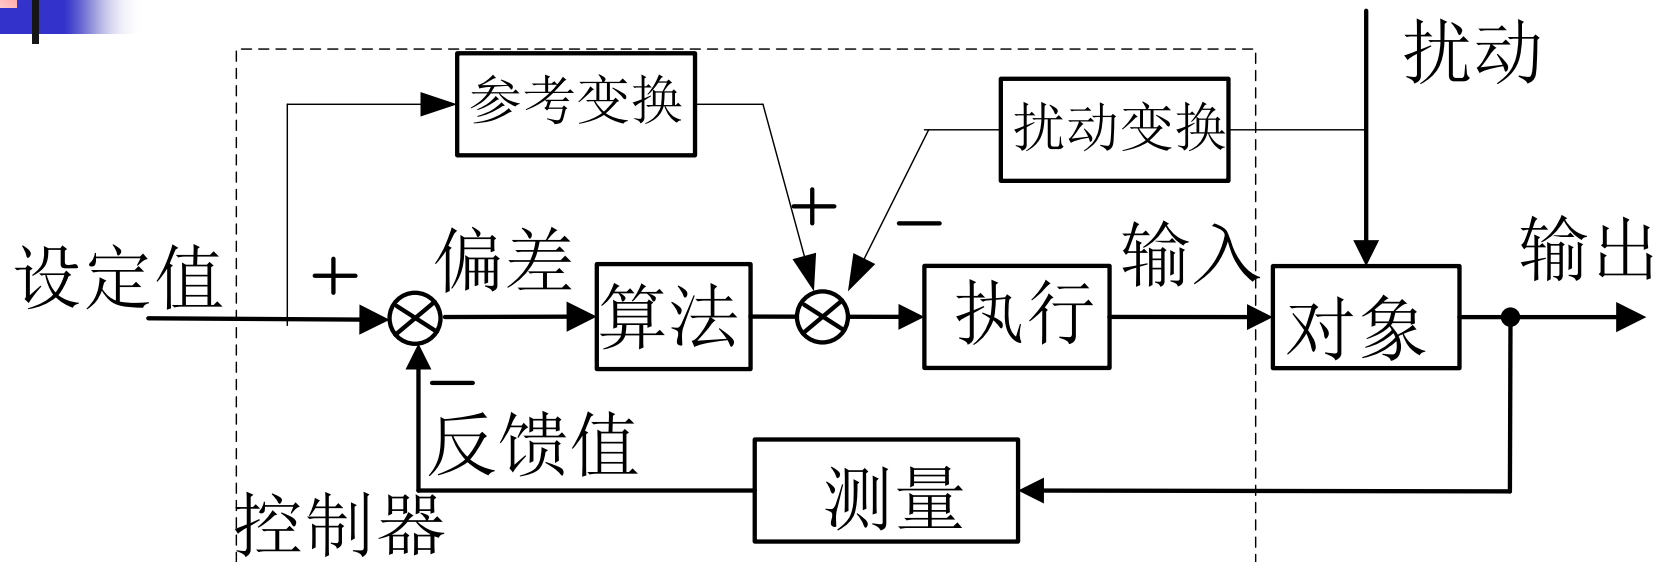 扰动
参考变换
扰动变换
+
−
设定值
+
偏差
输入
输出
算法
执行
对象
−
反馈值
测量
控制器